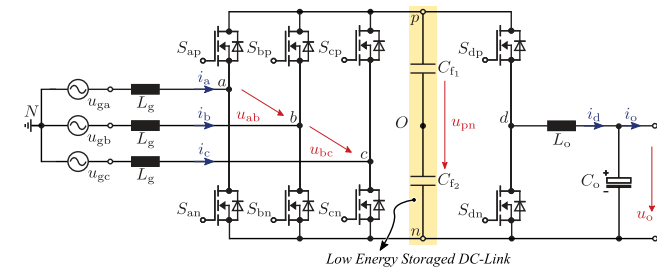 p
S_ap S_bp S_cp S_dp
C_f1
N u_ga L_g i_a a
u_ab
u_gb L_g i_b b O u_pn d L_o i_d i_o
u_bc
u_gc L_g i_c c
C_f2 C_o + - u_o
S_an S_bn S_cn S_dn
n
Low Energy Storaged DC-Link